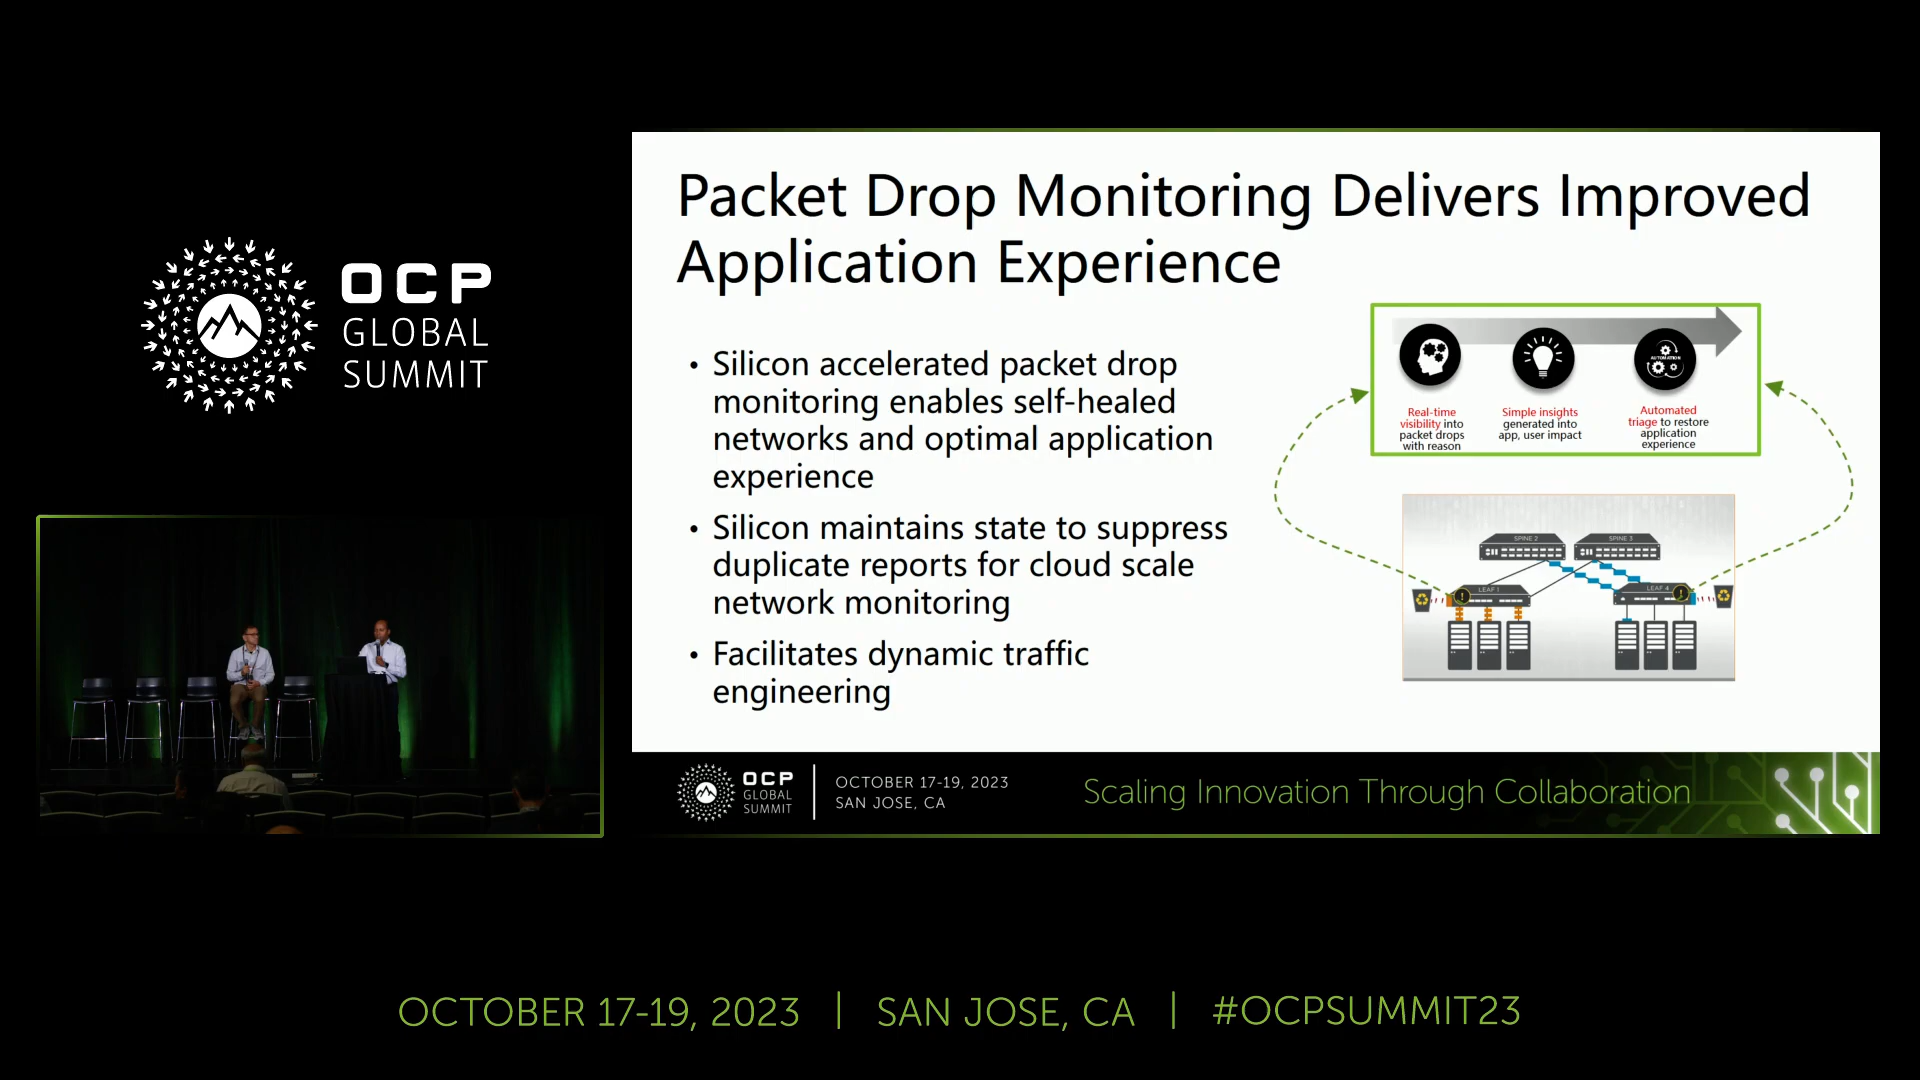 OCP
GLOBAL
SUMMIT
Packet Drop Monitoring Delivers Improved
Application Experience
• Silicon accelerated packet drop
monitoring enables self-healed
networks and optimal application
experience
• Silicon maintains state to suppress
duplicate reports for cloud scale
network monitoring
• Facilitates dynamic traffic
engineering
AUTOMATION
Real-time
visibility into
packet drops
with reason
Simple insights
generated into
app, user impact
Automated
triage to restore
application
experience
SPINE 2
SPINE 3
LEAF 1
LEAF 4
OCP
GLOBAL
SUMMIT
OCTOBER 17-19, 2023
SAN JOSE, CA
Scaling Innovation Through Collaboration
OCTOBER 17-19, 2023 | SAN JOSE, CA | #OCPSUMMIT23